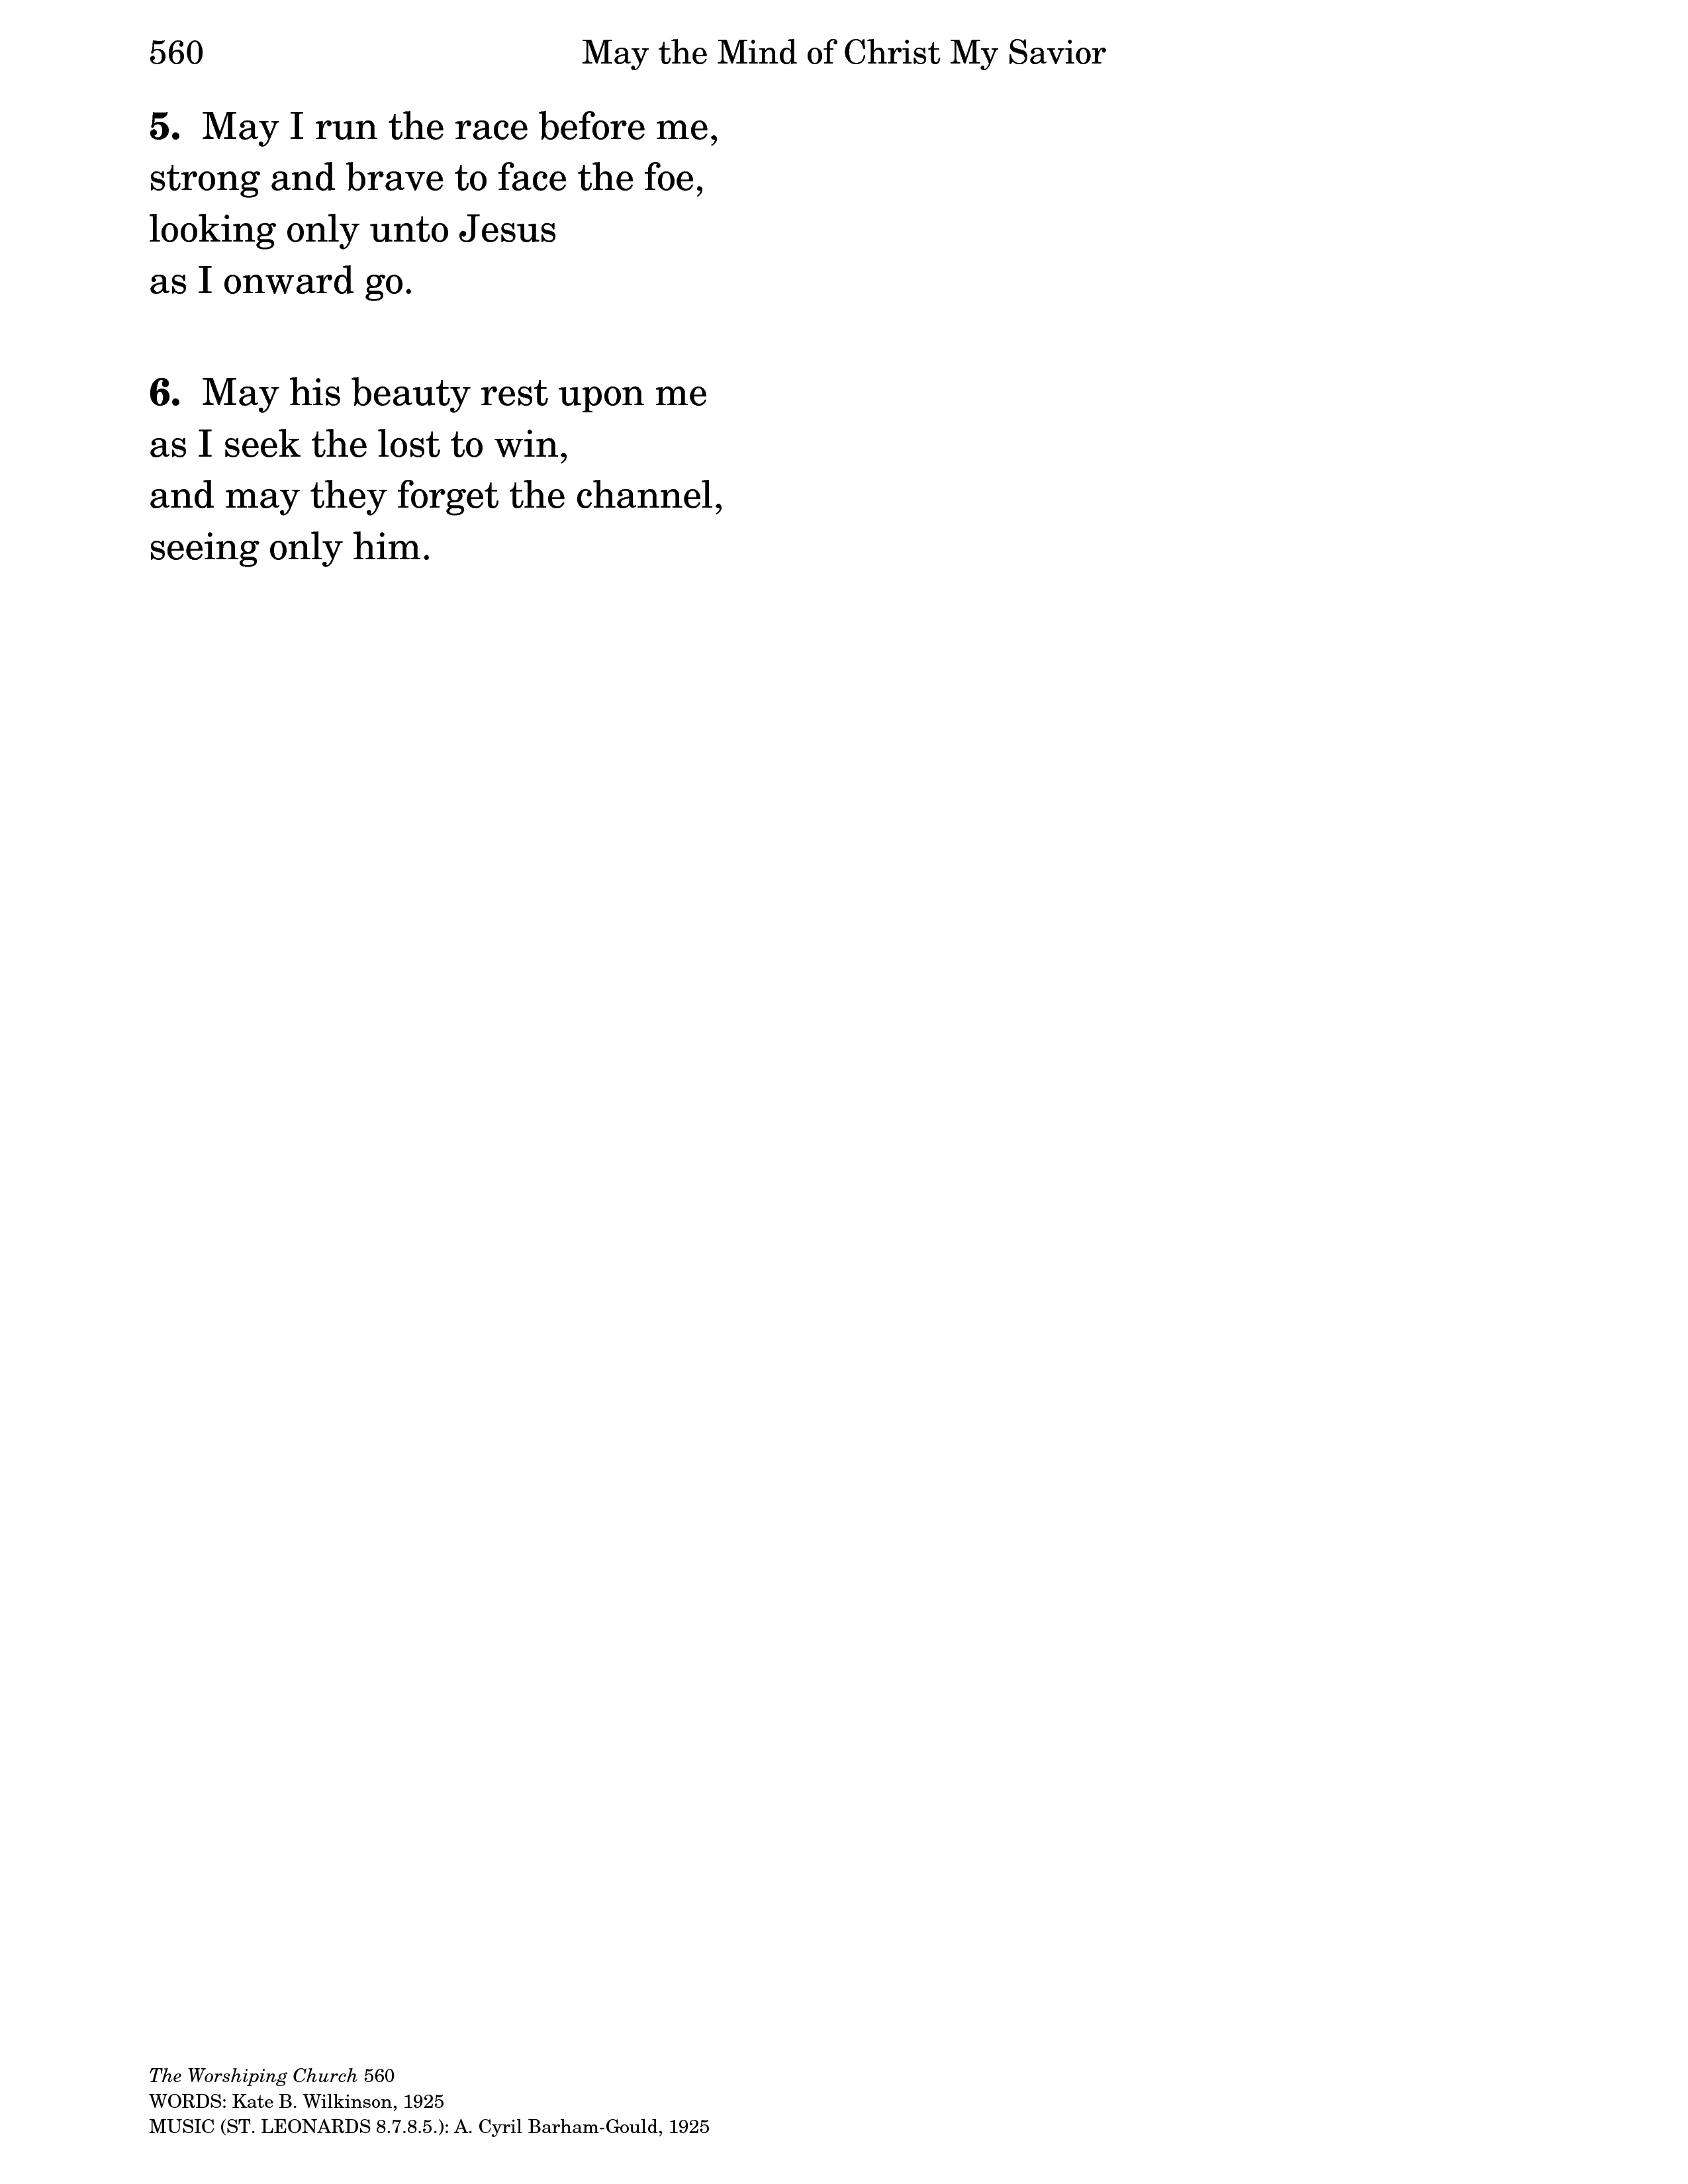 560 May the Mind of Christ My Savior
5. May I run the race before me,
strong and brave to face the foe,
looking only unto Jesus
as I onward go.
6. May his beauty rest upon me
as I seek the lost to win,
and may they forget the channel,
seeing only him.
The Worshiping Church 560
WORDS: Kate B. Wilkinson, 1925
MUSIC (ST. LEONARDS 8.7.8.5.): A. Cyril Barham-Gould, 1925